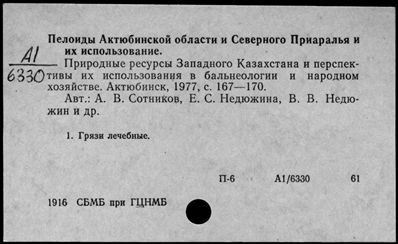 Пелоиды Актюбинской области и Северного Приаралья и
их использование.
А1
6330
Природные ресурсы Западного Казахстана и перспек-
тивы их использования в бальнеологии и народном
хозяйстве. Актюбинск, 1977, с. 167—170.
Авт.: А. В. Сотников, Е. С. Недюжина, В. В. Недю-
жин и др.
1. Грязи лечебные.
П-6 А1/6330 61
1916 СБМБ при ГЦНМБ